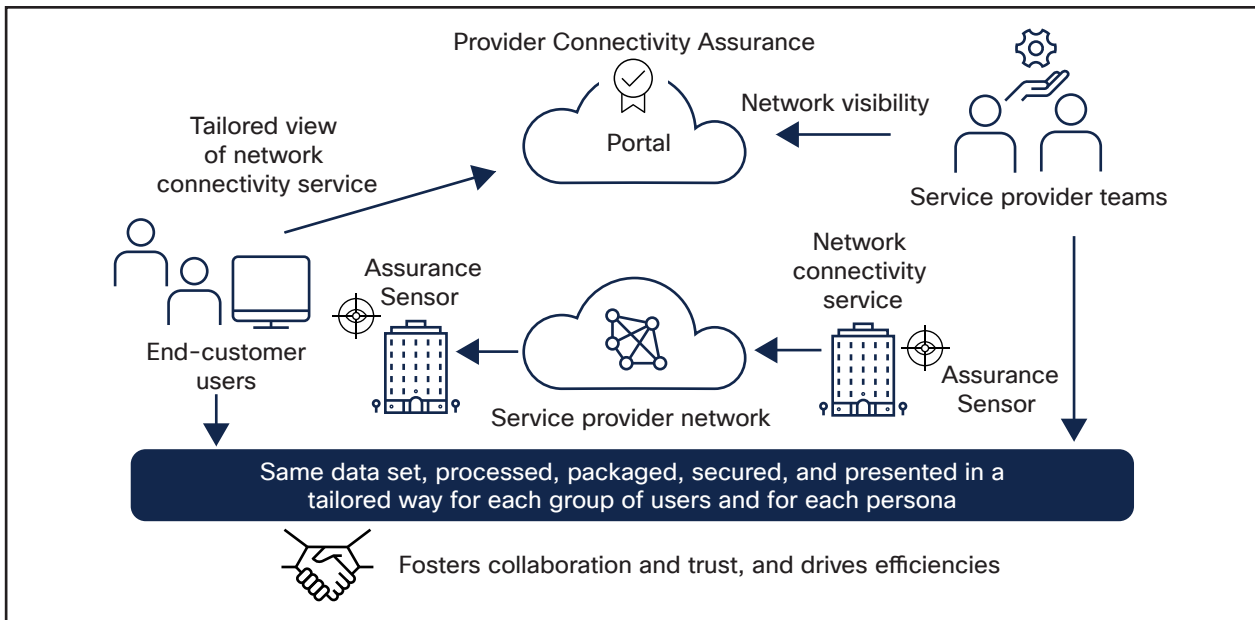 Provider Connectivity Assurance
Portal
Network visibility
Tailored view
of network
connectivity service
Service provider teams
End-customer
users
Assurance
Sensor
Service provider network
Network
connectivity
service
Assurance
Sensor
Same data set, processed, packaged, secured, and presented in a
tailored way for each group of users and for each persona
Fosters collaboration and trust, and drives efficiencies